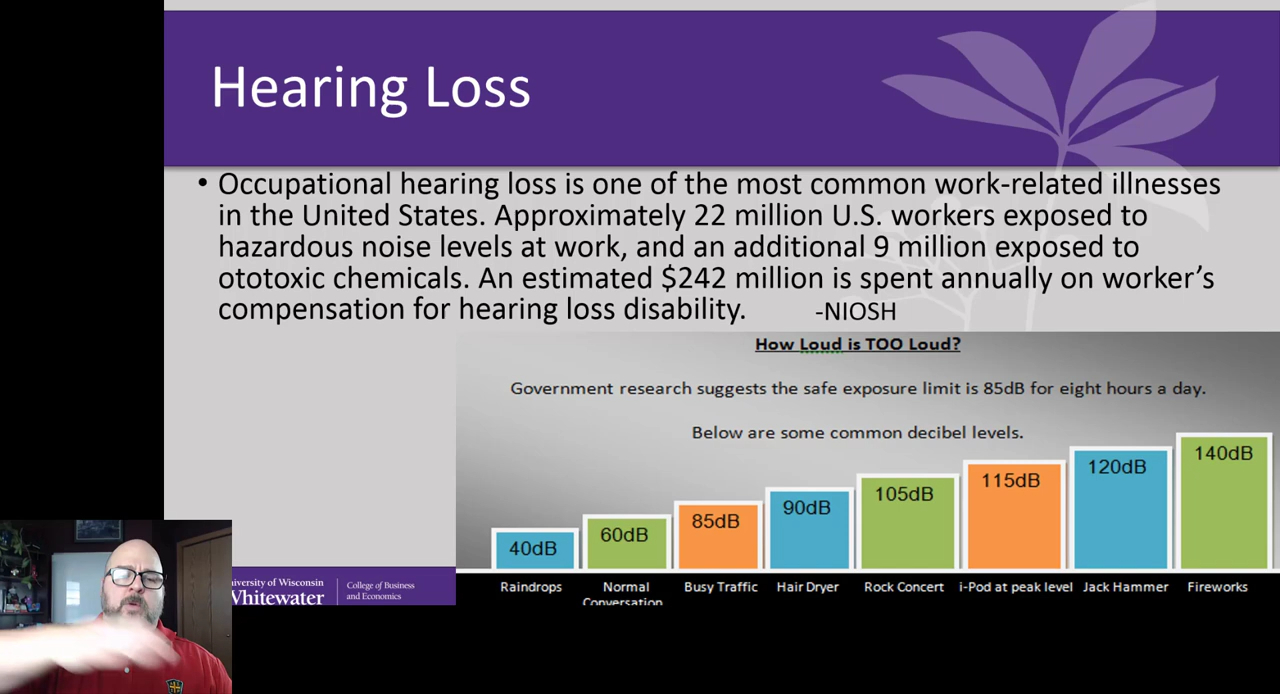 Hearing Loss
• Occupational hearing loss is one of the most common work-related illnesses
in the United States. Approximately 22 million U.S. workers exposed to
hazardous noise levels at work, and an additional 9 million exposed to
ototoxic chemicals. An estimated $242 million is spent annually on worker’s
compensation for hearing loss disability. -NIOSH
How Loud is TOO Loud?
Government research suggests the safe exposure limit is 85dB for eight hours a day.
Below are some common decibel levels.
40dB 60dB 85dB 90dB 105dB 115dB 120dB 140dB
Raindrops Normal Busy Traffic Hair Dryer Rock Concert i-Pod at peak level Jack Hammer Fireworks
Conversation
of Wisconsin College of Business
Whitewater and Economics